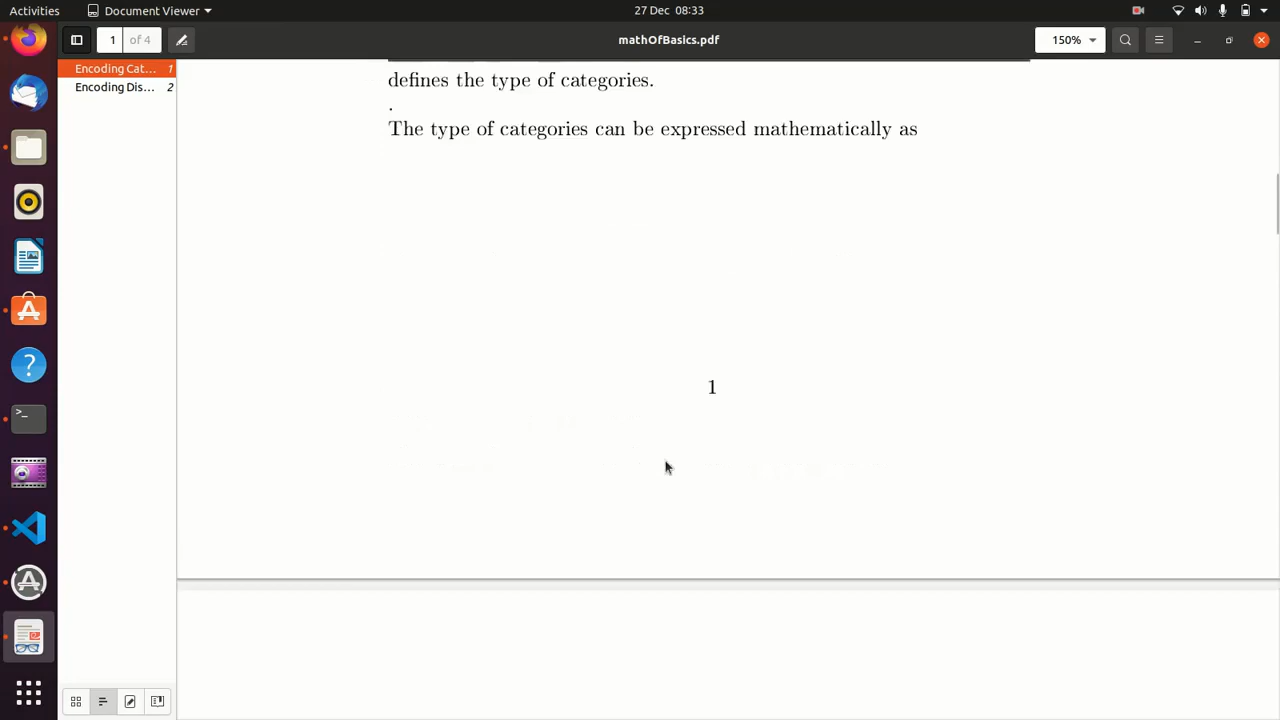 Activities
Document Viewer
27 Dec 08:33
1
of 4
mathOfBasics.pdf
150%
Encoding Cat… 1
Encoding Dis… 2
defines the type of categories.
.
The type of categories can be expressed mathematically as
1